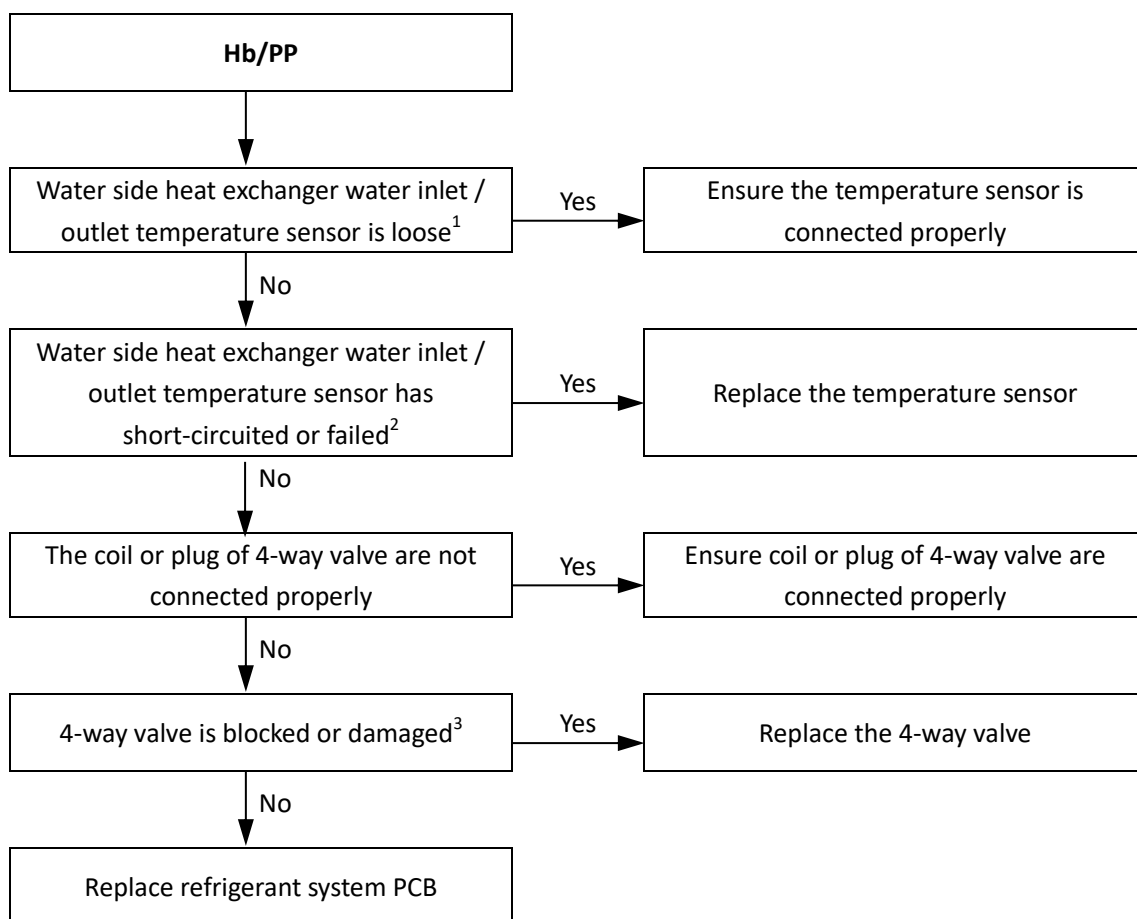 Hb/PP
Water side heat exchanger water inlet /
outlet temperature sensor is loose1
Yes
Ensure the temperature sensor is
connected properly
No
Water side heat exchanger water inlet /
outlet temperature sensor has
short-circuited or failed2
Yes
Replace the temperature sensor
No
The coil or plug of 4-way valve are not
connected properly
Yes
Ensure coil or plug of 4-way valve are
connected properly
No
4-way valve is blocked or damaged3
Yes
Replace the 4-way valve
No
Replace refrigerant system PCB